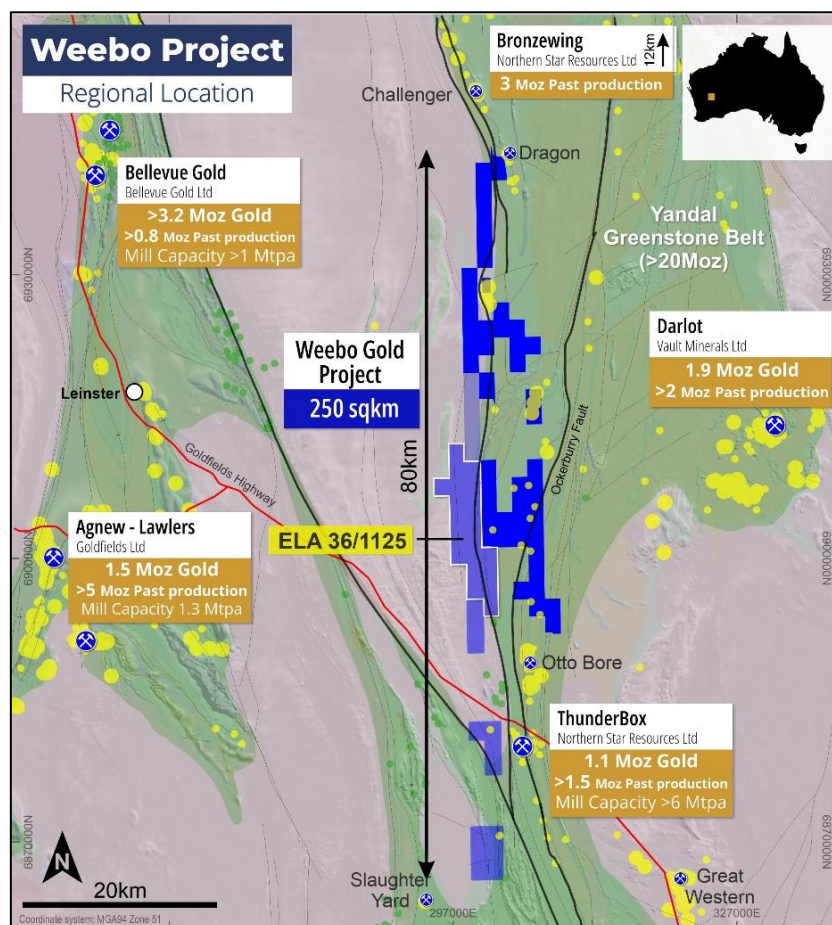 Weebo Project
Regional Location
Bronzewing
Northern Star Resources Ltd
3 Moz Past production
12km
Challenger
Dragon
Bellevue Gold
Bellevue Gold Ltd
>3.2 Moz Gold
>0.8 Moz Past production
Mill Capacity >1 Mtpa
Yandal
Greenstone Belt
(>20Moz)
6930000N
6930000N
Weebo Gold
Project
250 sqkm
Darlot
Vault Minerals Ltd
1.9 Moz Gold
>2 Moz Past production
Leinster
Goldfields Highway
80km
Ockerburry Fault
Agnew - Lawlers
Goldfields Ltd
1.5 Moz Gold
>5 Moz Past production
Mill Capacity 1.3 Mtpa
ELA 36/1125
6900000N
6900000N
Otto Bore
ThunderBox
Northern Star Resources Ltd
1.1 Moz Gold
>1.5 Moz Past production
Mill Capacity >6 Mtpa
6870000N
6870000N
N
20km
Slaughter
Yard
Great
Western
297000E
327000E
Coordinate system: MGA94 Zone 51